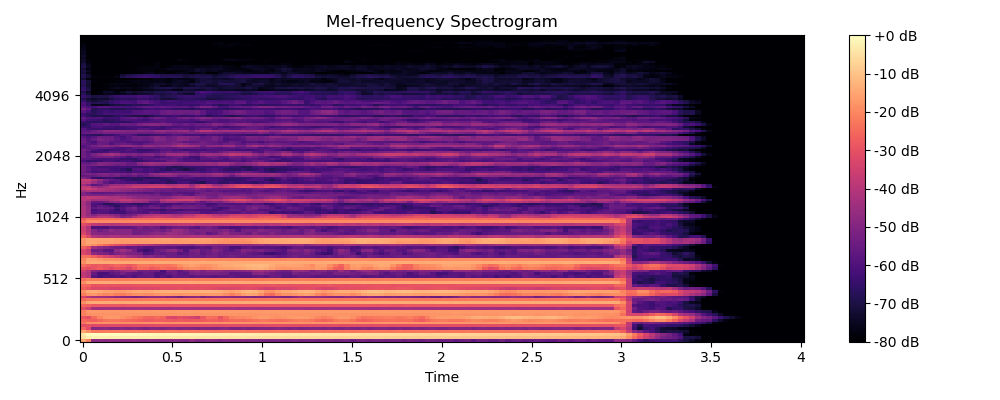 Mel-frequency Spectrogram
Hz
4096
2048
1024
512
0
0 0.5 1 1.5 2 2.5 3 3.5 4
Time
+0 dB
-10 dB
-20 dB
-30 dB
-40 dB
-50 dB
-60 dB
-70 dB
-80 dB